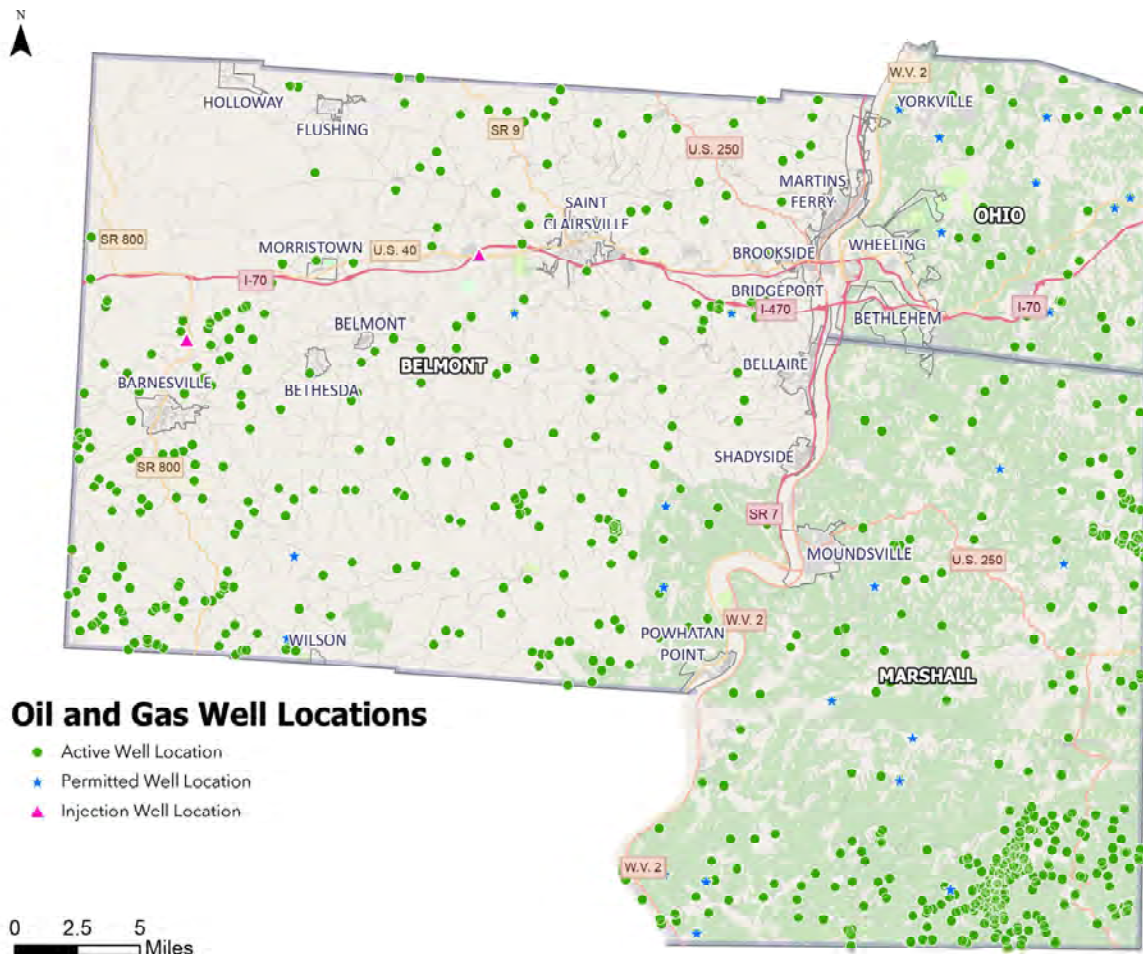 N
W.V. 2
HOLLOWAY
YORKVILLE
FLUSHING
SR 9
U.S. 250
MARTINS
FERRY
SAINT
CLAIRSVILLE
OHIO
SR 800
MORRISTOWN
U.S. 40
BROOKSIDE
WHEELING
I-70
BRIDGEPORT
I-470
I-70
BELMONT
BETHLEHEM
BELMONT
BELLAIRE
BARNESVILLE
BETHESDA
SHADYSIDE
SR 800
SR 7
MOUNDSVILLE
U.S. 250
W.V. 2
WILSON
POWHATAN
POINT
MARSHALL
Oil and Gas Well Locations
Active Well Location
Permitted Well Location
Injection Well Location
W.V. 2
0 2.5 5
Miles